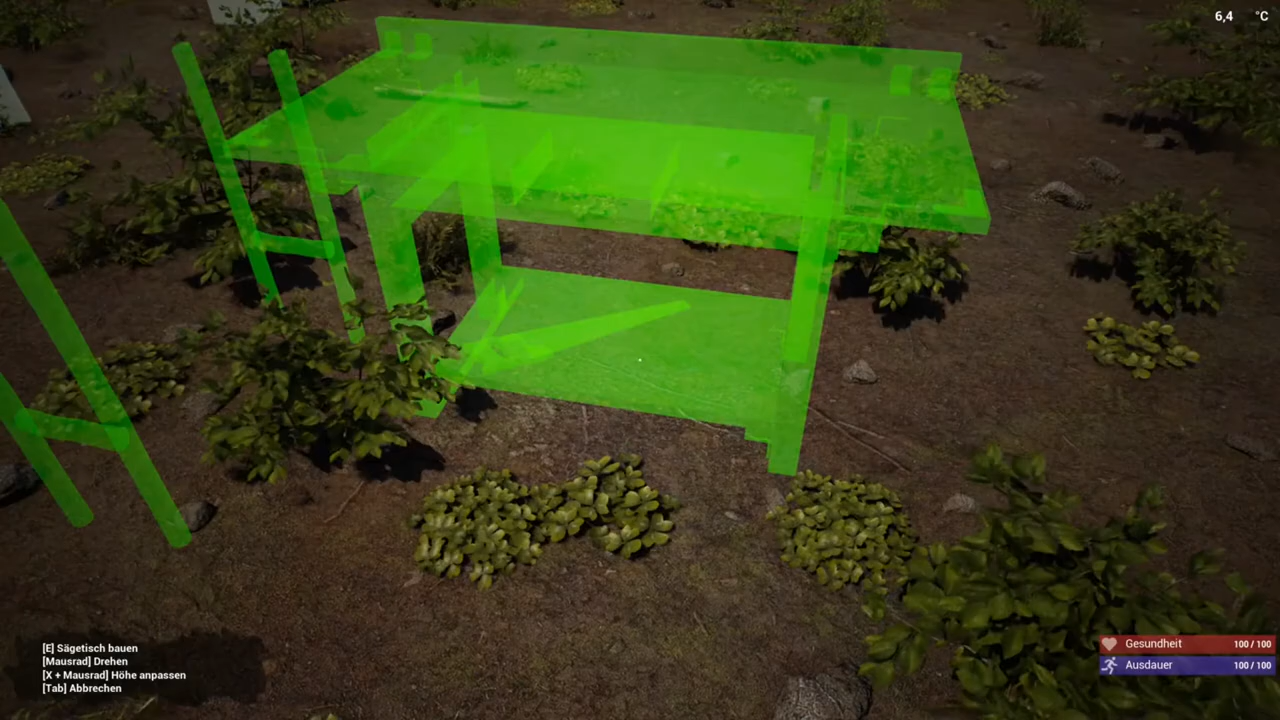 6,4 °C
[E] Sägetisch bauen
[Mausrad] Drehen
[X + Mausrad] Höhe anpassen
[Tab] Abbrechen
Gesundheit 100 / 100
Ausdauer 100 / 100